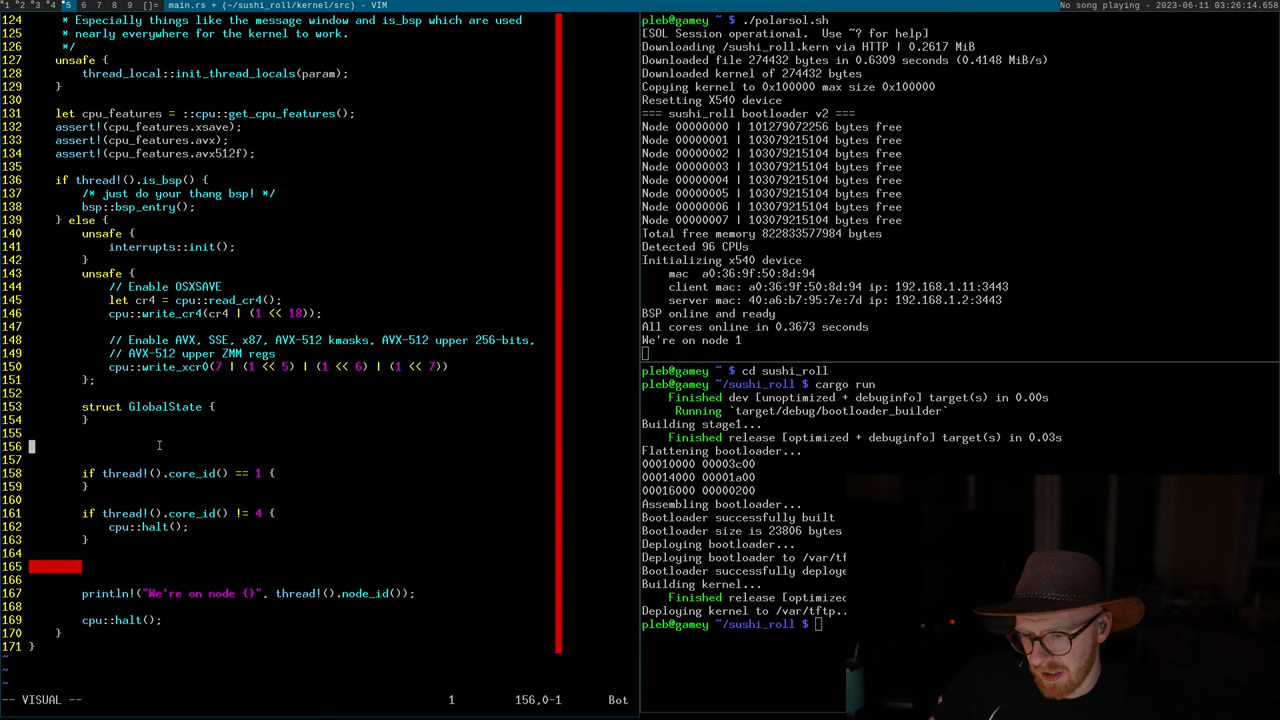 °1 °2 °3 °4 °5 6 7 8 9 []= main.rs + (~/sushi_roll/kernel/src) - VIM
No song playing - 2023-06-11 03:26:14.658
124      * Especially things like the message window and is_bsp which are used
125      * nearly everywhere for the kernel to work.
126      */
127     unsafe {
128         thread_local::init_thread_locals(param);
129     }
130
131     let cpu_features = ::cpu::get_cpu_features();
132     assert!(cpu_features.xsave);
133     assert!(cpu_features.avx);
134     assert!(cpu_features.avx512f);
135
136     if thread!().is_bsp() {
137         /* just do your thang bsp! */
138         bsp::bsp_entry();
139     } else {
140         unsafe {
141             interrupts::init();
142         }
143         unsafe {
144             // Enable OSXSAVE
145             let cr4 = cpu::read_cr4();
146             cpu::write_cr4(cr4 | (1 << 18));
147
148             // Enable AVX, SSE, x87, AVX-512 kmasks, AVX-512 upper 256-bits,
149             // AVX-512 upper ZMM regs
150             cpu::write_xcr0(7 | (1 << 5) | (1 << 6) | (1 << 7))
151         };
152
153         struct GlobalState {
154         }
155
156
157
158         if thread!().core_id() == 1 {
159         }
160
161         if thread!().core_id() != 4 {
162             cpu::halt();
163         }
164
165
166
167         println!("We're on node {}", thread!().node_id());
168
169         cpu::halt();
170     }
171 }
~
~
~
-- VISUAL -- 1 156,0-1 Bot
pleb@gamey ~ $ ./polarsol.sh
[SOL Session operational.  Use ~? for help]
Downloading /sushi_roll.kern via HTTP | 0.2617 MiB
Downloaded file 274432 bytes in 0.6309 seconds (0.4148 MiB/s)
Downloaded kernel of 274432 bytes
Copying kernel to 0x100000 max size 0x100000
Resetting X540 device
=== sushi_roll bootloader v2 ===
Node 00000000 | 101279072256 bytes free
Node 00000001 | 103079215104 bytes free
Node 00000002 | 103079215104 bytes free
Node 00000003 | 103079215104 bytes free
Node 00000004 | 103079215104 bytes free
Node 00000005 | 103079215104 bytes free
Node 00000006 | 103079215104 bytes free
Node 00000007 | 103079215104 bytes free
Total free memory 822833577984 bytes
Detected 96 CPUs
Initializing x540 device
    mac  a0:36:9f:50:8d:94
    client mac: a0:36:9f:50:8d:94 ip: 192.168.1.11:3443
    server mac: 40:a6:b7:95:7e:7d ip: 192.168.1.2:3443
BSP online and ready
All cores online in 0.3673 seconds
We're on node 1
pleb@gamey ~ $ cd sushi_roll
pleb@gamey ~/sushi_roll $ cargo run
    Finished dev [unoptimized + debuginfo] target(s) in 0.00s
     Running `target/debug/bootloader_builder`
Building stage1...
    Finished release [optimized + debuginfo] target(s) in 0.03s
Flattening bootloader...
00010000 00003c00
00014000 00001a00
00016000 00000200
Assembling bootloader...
Bootloader successfully built
Bootloader size is 23806 bytes
Deploying bootloader...
Deploying bootloader to /var/tf
Bootloader successfully deploye
Building kernel...
    Finished release [optimized
Deploying kernel to /var/tftp..
pleb@gamey ~/sushi_roll $